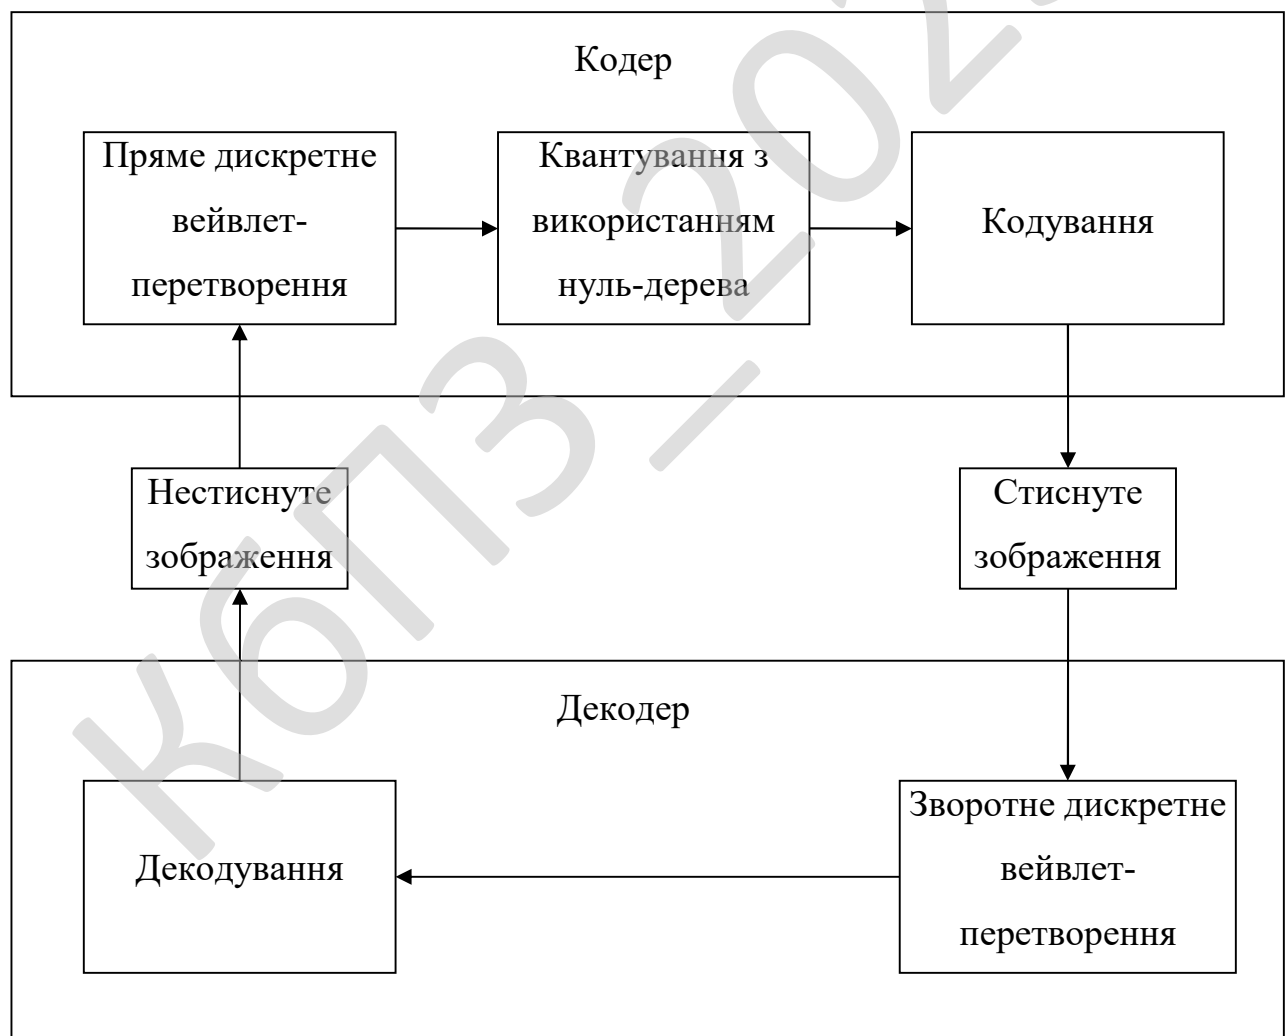 Кодер
Пряме дискретне
вейвлет-
перетворення
Квантування з
використанням
нуль-дерева
Кодування
Нестиснуте
зображення
Стиснуте
зображення
Декодер
Декодування
Зворотне дискретне
вейвлет-
перетворення